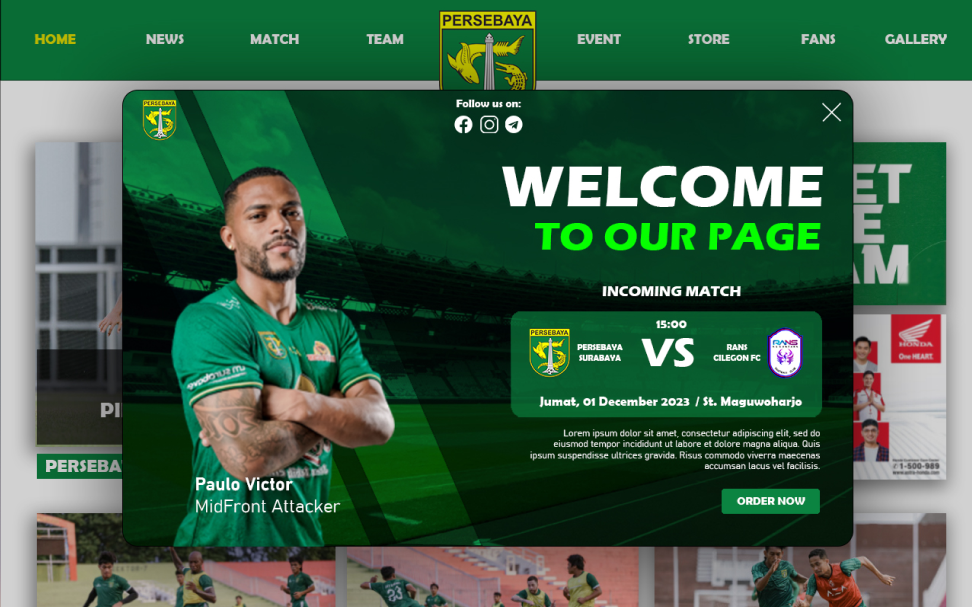 HOME
NEWS
MATCH
TEAM
PERSEBAYA
EVENT
STORE
FANS
GALLERY
PERSEBAYA
Follow us on:
WELCOME
TO OUR PAGE
INCOMING MATCH
15:00
PERSEBAYA
PERSEBAYA
SURABAYA
VS
RANS
CILEGON FC
RANS
Jumat, 01 December 2023 / St. Maguwoharjo
Lorem ipsum dolor sit amet, consectetur adipiscing elit, sed do
eiusmod tempor incididunt ut labore et dolore magna aliqua. Quis
ipsum suspendisse ultrices gravida. Risus commodo viverra maecenas
accumsan lacus vel facilisis.
ORDER NOW
Paulo Victor
MidFront Attacker
HONDA
One HEART.
1-500-989
23